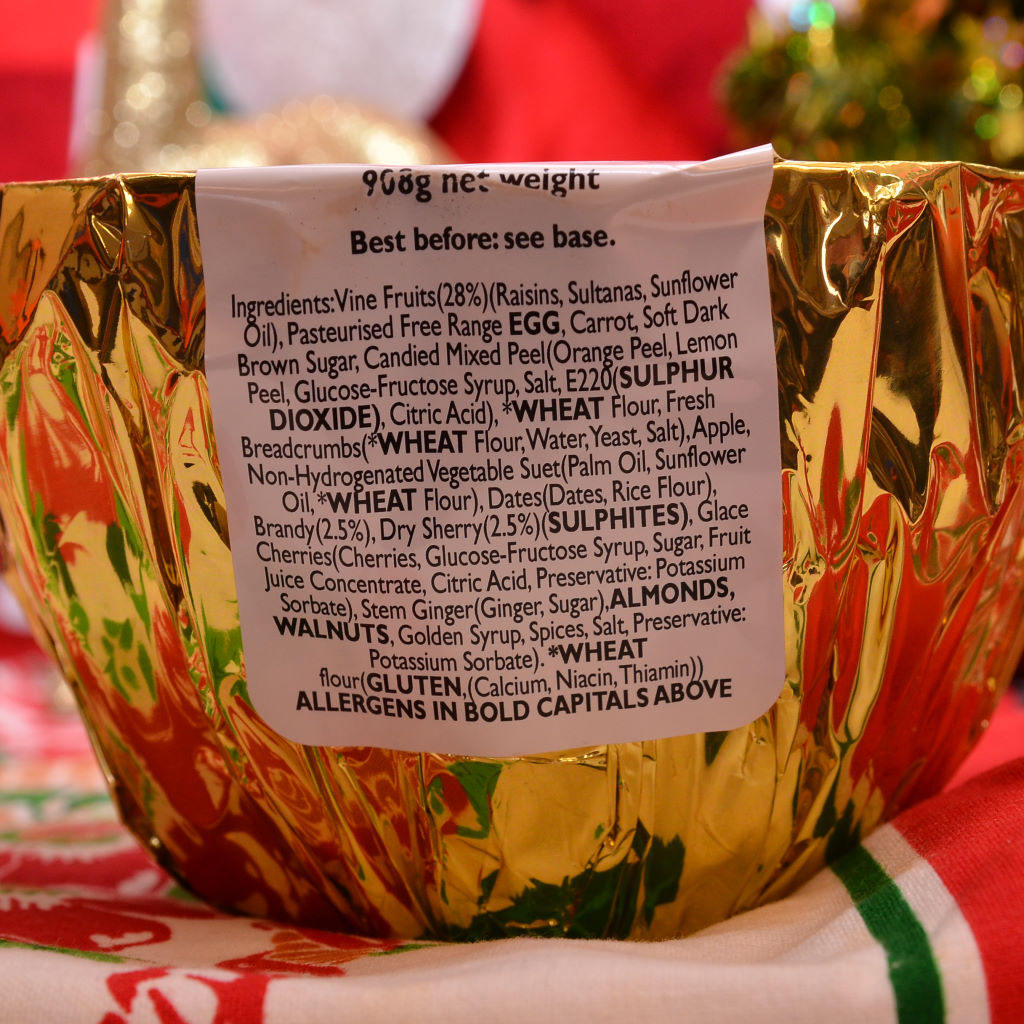 908g net weight
Best before: see base.
Ingredients:Vine Fruits(28%)(Raisins, Sultanas, Sunflower
Oil), Pasteurised Free Range EGG, Carrot, Soft Dark
Brown Sugar, Candied Mixed Peel(Orange Peel, Lemon
Peel, Glucose-Fructose Syrup, Salt, E220(SULPHUR
DIOXIDE), Citric Acid), *WHEAT Flour, Fresh
Breadcrumbs(*WHEAT Flour, Water, Yeast, Salt), Apple,
Non-Hydrogenated Vegetable Suet(Palm Oil, Sunflower
Oil, *WHEAT Flour), Dates(Dates, Rice Flour),
Brandy(2.5%), Dry Sherry(2.5%)(SULPHITES), Glace
Cherries(Cherries, Glucose-Fructose Syrup, Sugar, Fruit
Juice Concentrate, Citric Acid, Preservative: Potassium
Sorbate), Stem Ginger(Ginger, Sugar),ALMONDS,
WALNUTS, Golden Syrup, Spices, Salt, Preservative:
Potassium Sorbate). *WHEAT
flour(GLUTEN,(Calcium, Niacin, Thiamin))
ALLERGENS IN BOLD CAPITALS ABOVE